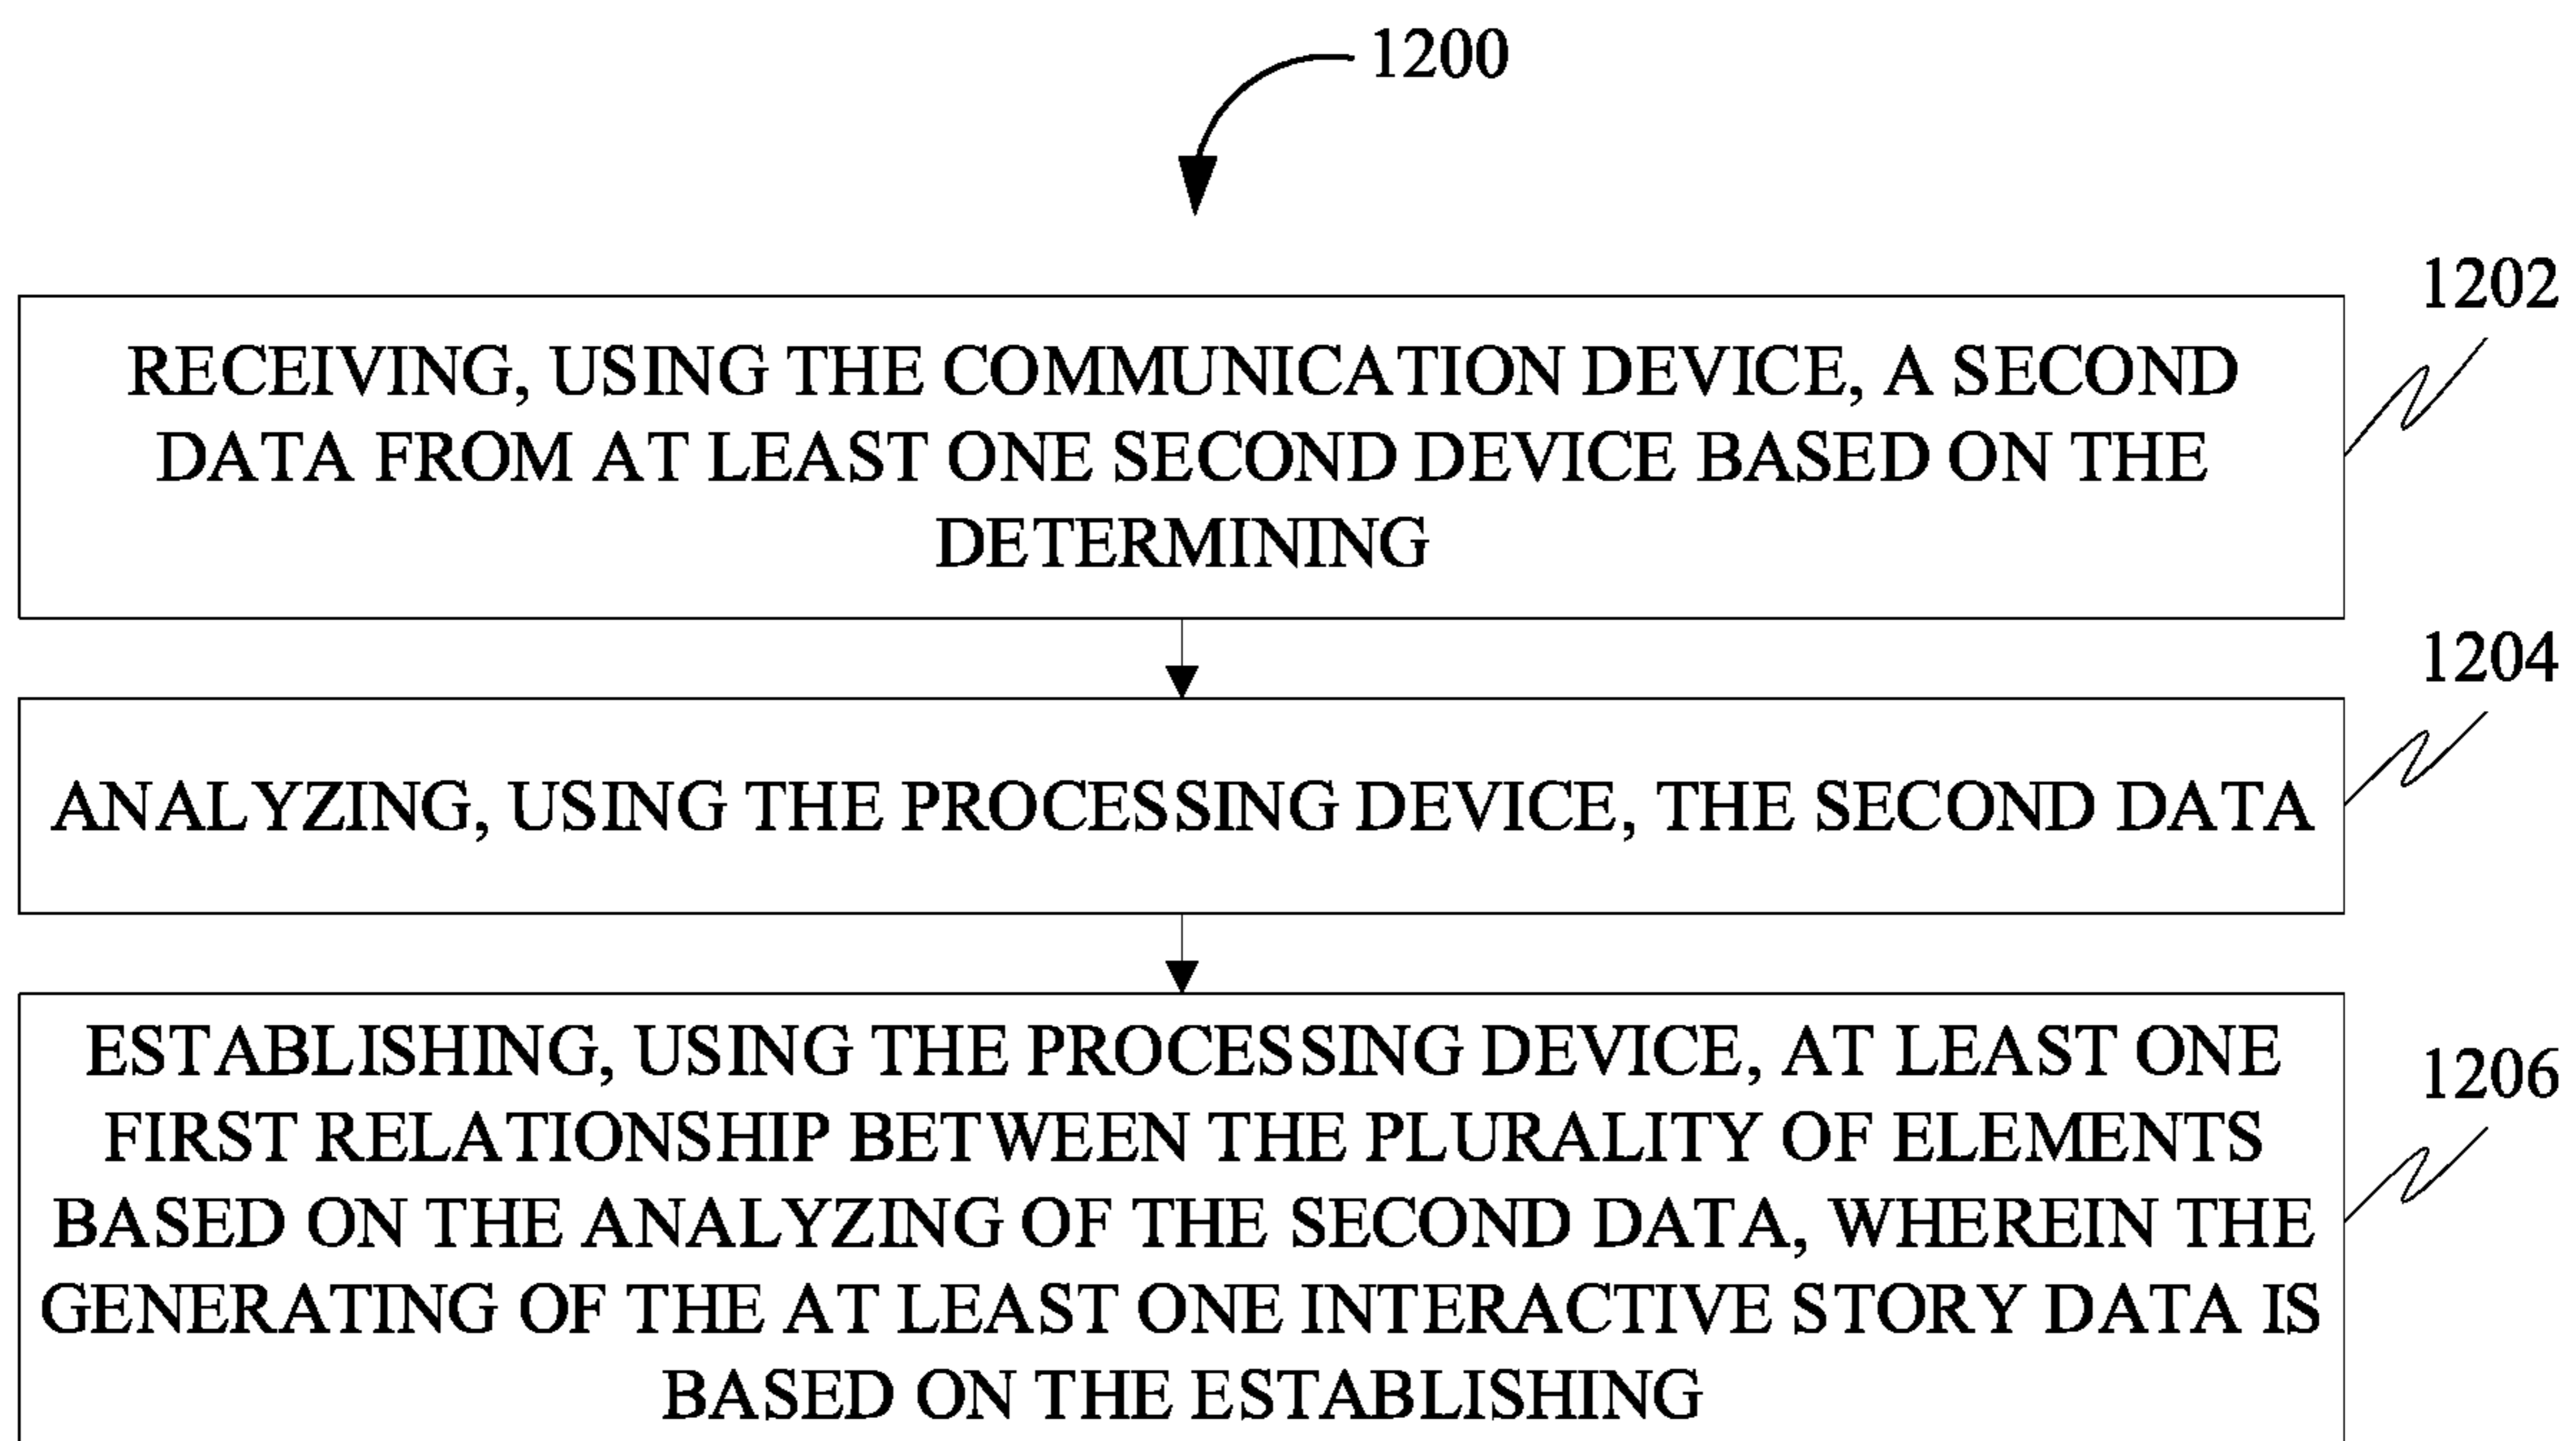 1200
1202
RECEIVING, USING THE COMMUNICATION DEVICE, A SECOND
DATA FROM AT LEAST ONE SECOND DEVICE BASED ON THE
DETERMINING
1204
ANALYZING, USING THE PROCESSING DEVICE, THE SECOND DATA
1206
ESTABLISHING, USING THE PROCESSING DEVICE, AT LEAST ONE
FIRST RELATIONSHIP BETWEEN THE PLURALITY OF ELEMENTS
BASED ON THE ANALYZING OF THE SECOND DATA, WHEREIN THE
GENERATING OF THE AT LEAST ONE INTERACTIVE STORY DATA IS
BASED ON THE ESTABLISHING